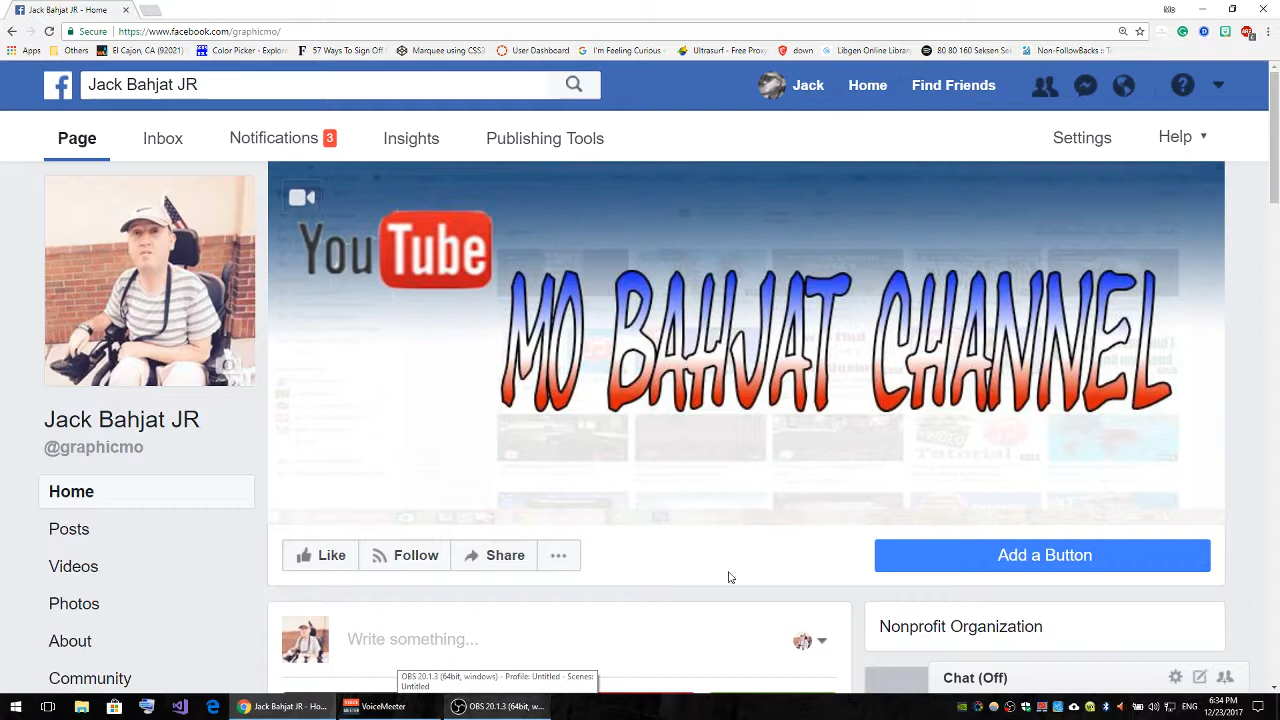 Jack Bahjat JR - Home
Mo
Secure
https://www.facebook.com/graphicmo/
Apps
Others
El Cajon, CA (92021)
Color Picker - Explore
57 Ways To Sign Off
Marquee using CSS3
User Dashboard
I'm Feeling Curious
Ultrasurf - Free Pro
dino
Libgen Online Library
80 80 160 Seksen Sek
Non-FollowBacks :: T
Jack Bahjat JR
Jack
Home
Find Friends
Page
Inbox
Notifications 3
Insights
Publishing Tools
Settings
Help
YouTube
MO BAHJAT CHANNEL
Jack Bahjat JR
@graphicmo
Home
Posts
Videos
Photos
About
Community
Like
Follow
Share
Add a Button
Write something...
Nonprofit Organization
Chat (Off)
OBS 20.1.3 (64bit, windows) - Profile: Untitled - Scenes:
Untitled
Jack Bahjat JR - Ho...
VoiceMeeter
OBS 20.1.3 (64bit, w...
6:34 PM
12/23/2017